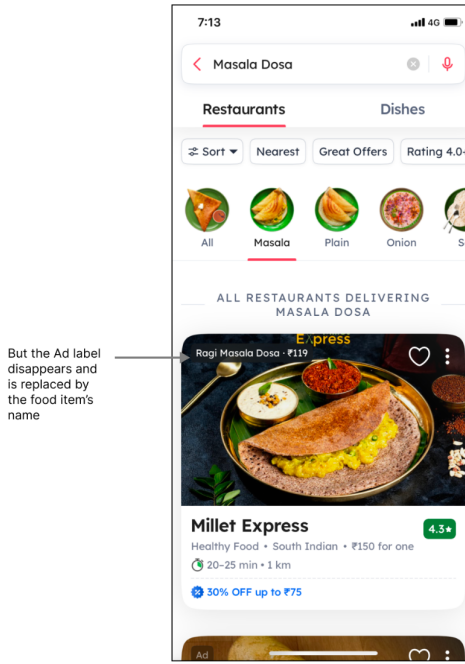 7:13
4G
Masala Dosa
Restaurants Dishes
Sort Nearest Great Offers Rating 4.0+
All Masala Plain Onion S
ALL RESTAURANTS DELIVERING
MASALA DOSA
Express
Ragi Masala Dosa · ₹119
But the Ad label
disappears and
is replaced by
the food item's
name
Millet Express
4.3★
Healthy Food • South Indian • ₹150 for one
20–25 min • 1 km
30% OFF up to ₹75
Ad